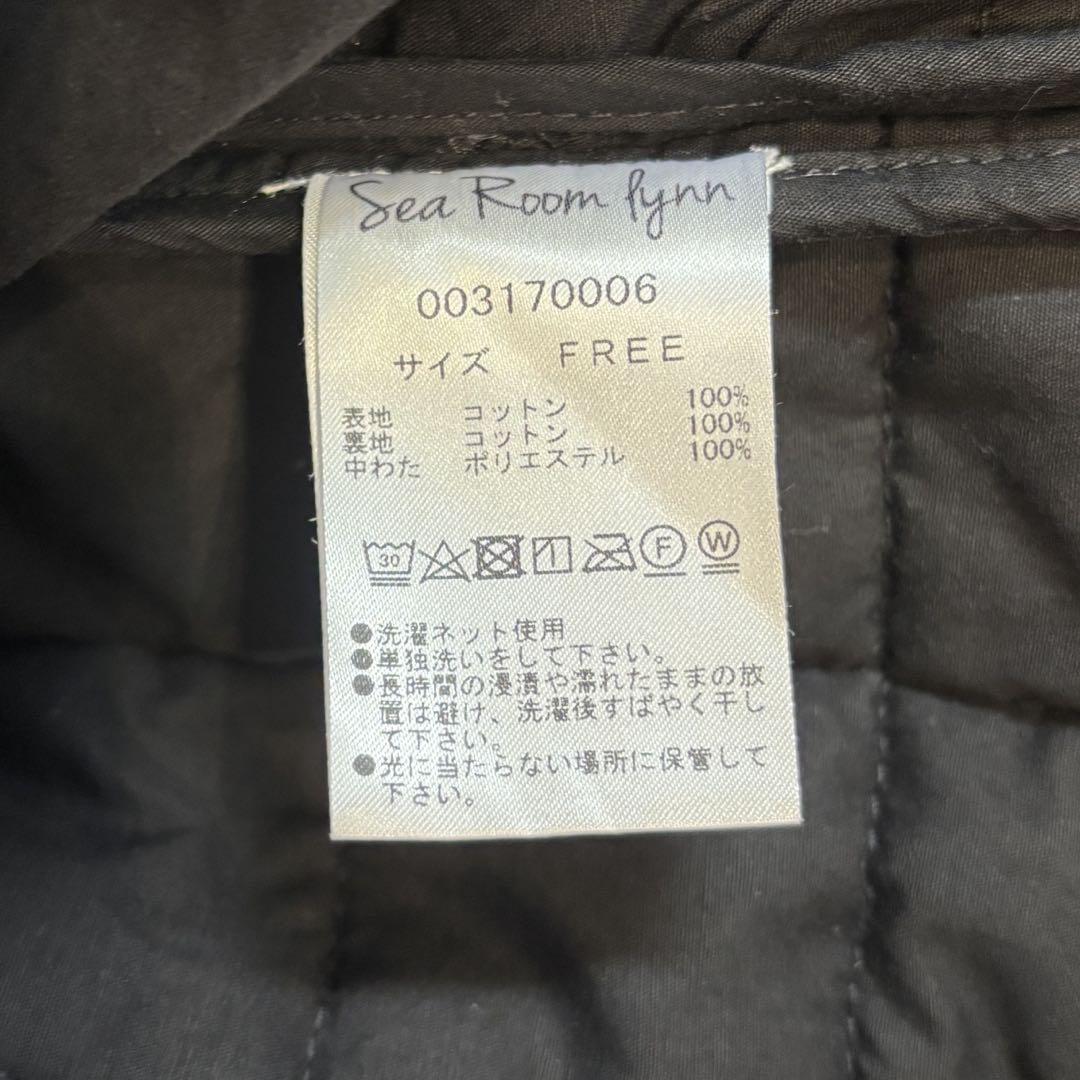 Sea Room lynn
003170006
サイズ FREE
表地 コットン 100%
裏地 コットン 100%
中わた ポリエステル 100%
30 F W
●洗濯ネット使用
●単独洗いをして下さい。
●長時間の浸漬や濡れたままの放
置は避け、洗濯後すばやく干し
て下さい。
●光に当たらない場所に保管して
下さい。